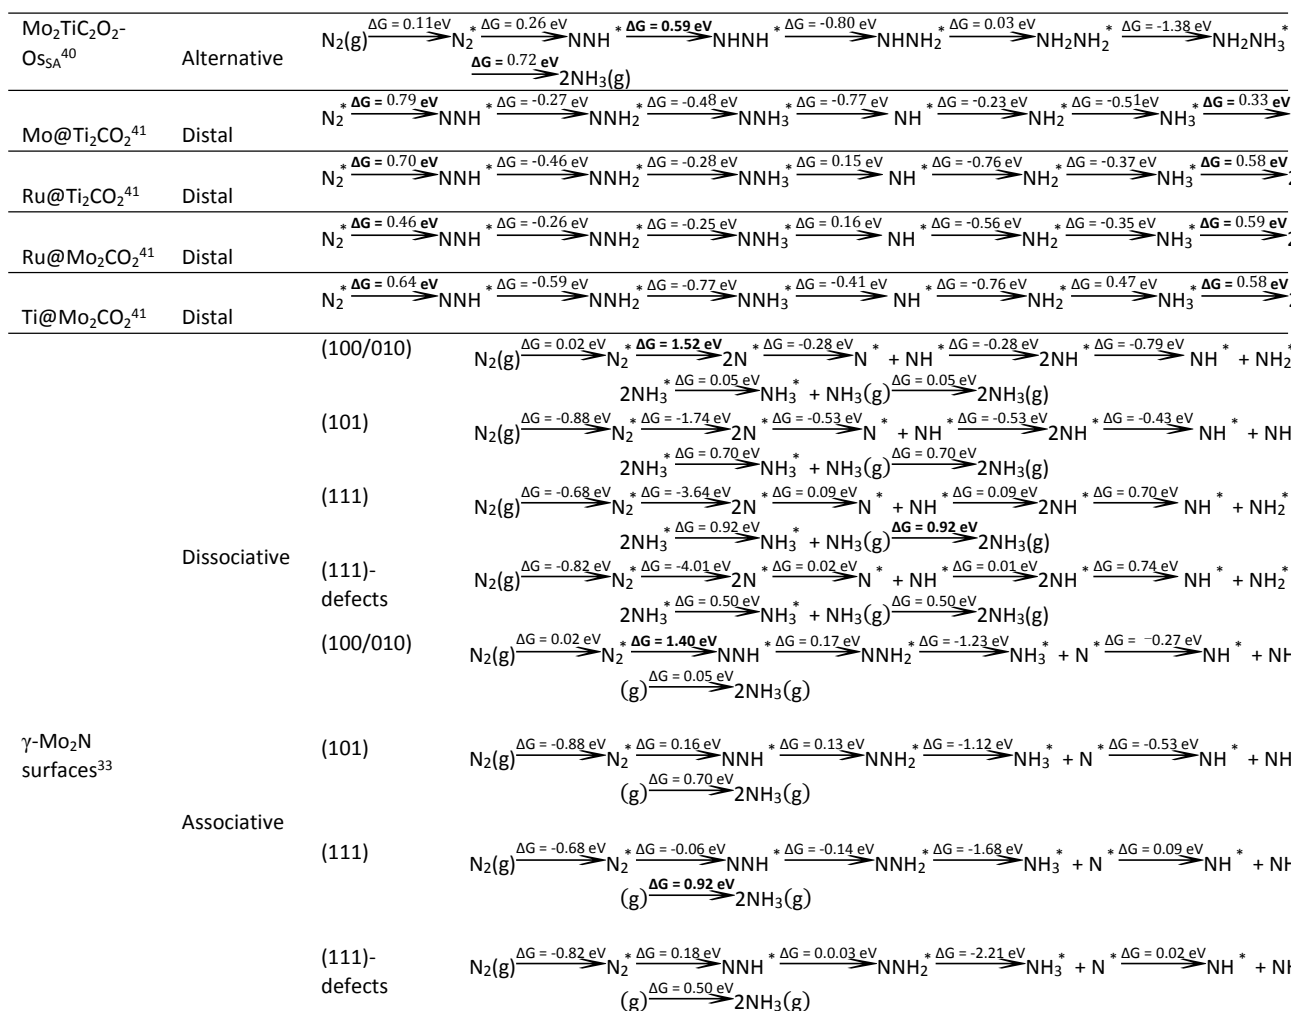 Mo₂TiC₂O₂-
Os_SA⁴⁰ Alternative N₂(g) ΔG = 0.11eV N₂* ΔG = 0.26 eV NNH* ΔG = 0.59 eV NHNH* ΔG = -0.80 eV NHNH₂* ΔG = 0.03 eV NH₂NH₂* ΔG = -1.38 eV NH₂NH₃*
ΔG = 0.72 eV 2NH₃(g)
Mo@Ti₂CO₂⁴¹ Distal N₂* ΔG = 0.79 eV NNH* ΔG = -0.27 eV NNH₂* ΔG = -0.48 eV NNH₃* ΔG = -0.77 eV NH* ΔG = -0.23 eV NH₂* ΔG = -0.51eV NH₃* ΔG = 0.33 eV
Ru@Ti₂CO₂⁴¹ Distal N₂* ΔG = 0.70 eV NNH* ΔG = -0.46 eV NNH₂* ΔG = -0.28 eV NNH₃* ΔG = 0.15 eV NH* ΔG = -0.76 eV NH₂* ΔG = -0.37 eV NH₃* ΔG = 0.58 eV 2
Ru@Mo₂CO₂⁴¹ Distal N₂* ΔG = 0.46 eV NNH* ΔG = -0.26 eV NNH₂* ΔG = -0.25 eV NNH₃* ΔG = 0.16 eV NH* ΔG = -0.56 eV NH₂* ΔG = -0.35 eV NH₃* ΔG = 0.59 eV 2
Ti@Mo₂CO₂⁴¹ Distal N₂* ΔG = 0.64 eV NNH* ΔG = -0.59 eV NNH₂* ΔG = -0.77 eV NNH₃* ΔG = -0.41 eV NH* ΔG = -0.76 eV NH₂* ΔG = 0.47 eV NH₃* ΔG = 0.58 eV 2
γ-Mo₂N
surfaces³³
Dissociative
(100/010) N₂(g) ΔG = 0.02 eV N₂* ΔG = 1.52 eV 2N* ΔG = -0.28 eV N* + NH* ΔG = -0.28 eV 2NH* ΔG = -0.79 eV NH* + NH₂*
2NH₃* ΔG = 0.05 eV NH₃* + NH₃(g) ΔG = 0.05 eV 2NH₃(g)
(101) N₂(g) ΔG = -0.88 eV N₂* ΔG = -1.74 eV 2N* ΔG = -0.53 eV N* + NH* ΔG = -0.53 eV 2NH* ΔG = -0.43 eV NH* + NH
2NH₃* ΔG = 0.70 eV NH₃* + NH₃(g) ΔG = 0.70 eV 2NH₃(g)
(111) N₂(g) ΔG = -0.68 eV N₂* ΔG = -3.64 eV 2N* ΔG = 0.09 eV N* + NH* ΔG = 0.09 eV 2NH* ΔG = 0.70 eV NH* + NH₂*
2NH₃* ΔG = 0.92 eV NH₃* + NH₃(g) ΔG = 0.92 eV 2NH₃(g)
(111)-
defects N₂(g) ΔG = -0.82 eV N₂* ΔG = -4.01 eV 2N* ΔG = 0.02 eV N* + NH* ΔG = 0.01 eV 2NH* ΔG = 0.74 eV NH* + NH₂*
2NH₃* ΔG = 0.50 eV NH₃* + NH₃(g) ΔG = 0.50 eV 2NH₃(g)
Associative
(100/010) N₂(g) ΔG = 0.02 eV N₂* ΔG = 1.40 eV NNH* ΔG = 0.17 eV NNH₂* ΔG = -1.23 eV NH₃* + N* ΔG = −0.27 eV NH* + NH
(g) ΔG = 0.05 eV 2NH₃(g)
(101) N₂(g) ΔG = -0.88 eV N₂* ΔG = 0.16 eV NNH* ΔG = 0.13 eV NNH₂* ΔG = -1.12 eV NH₃* + N* ΔG = -0.53 eV NH* + NH
(g) ΔG = 0.70 eV 2NH₃(g)
(111) N₂(g) ΔG = -0.68 eV N₂* ΔG = -0.06 eV NNH* ΔG = -0.14 eV NNH₂* ΔG = -1.68 eV NH₃* + N* ΔG = 0.09 eV NH* + NH
(g) ΔG = 0.92 eV 2NH₃(g)
(111)-
defects N₂(g) ΔG = -0.82 eV N₂* ΔG = 0.18 eV NNH* ΔG = 0.0.03 eV NNH₂* ΔG = -2.21 eV NH₃* + N* ΔG = 0.02 eV NH* + NH
(g) ΔG = 0.50 eV 2NH₃(g)